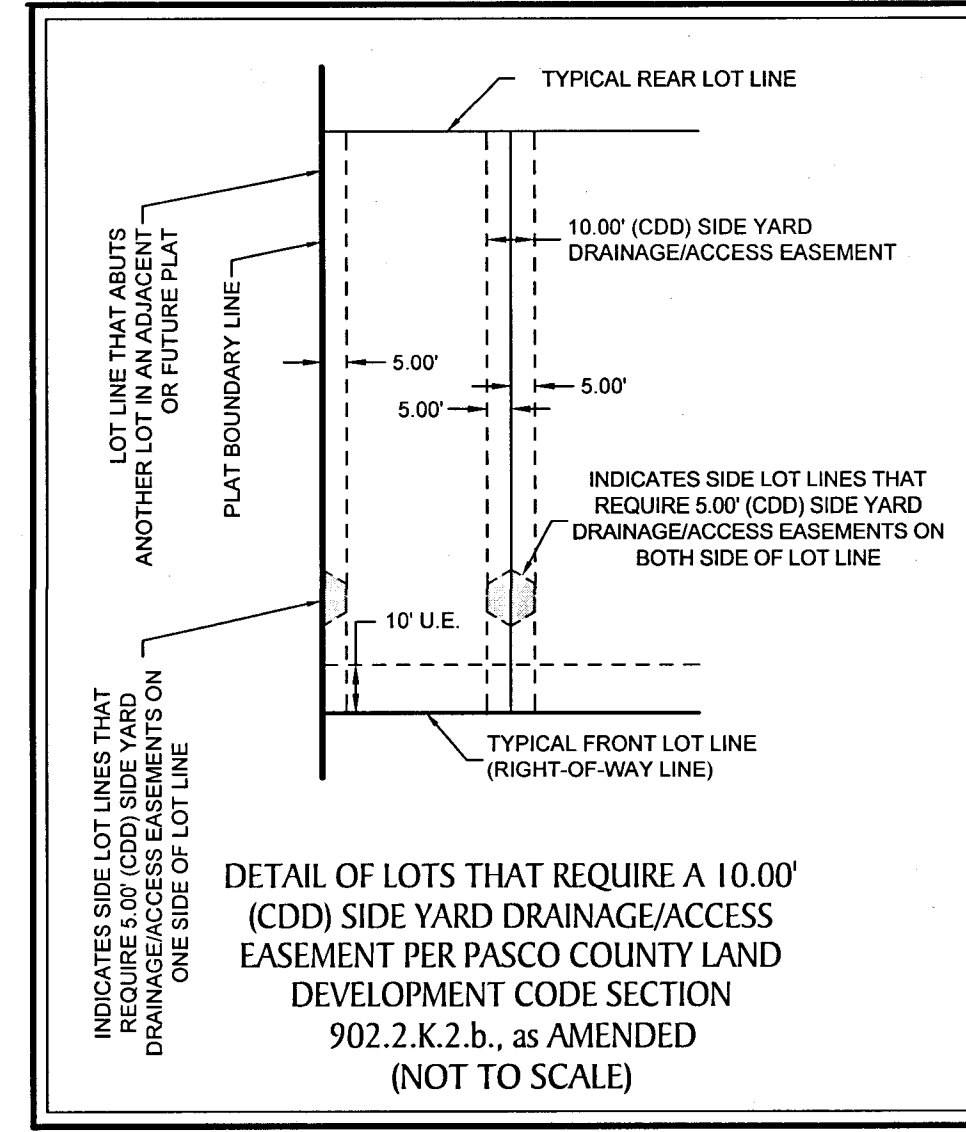 TYPICAL REAR LOT LINE
10.00' (CDD) SIDE YARD
DRAINAGE/ACCESS EASEMENT
LOT LINE THAT ABUTS
ANOTHER LOT IN AN ADJACENT
OR FUTURE PLAT
PLAT BOUNDARY LINE
5.00'
5.00'
5.00'
INDICATES SIDE LOT LINES THAT
REQUIRE 5.00' (CDD) SIDE YARD
DRAINAGE/ACCESS EASEMENTS ON
BOTH SIDE OF LOT LINE
10' U.E.
INDICATES SIDE LOT LINES THAT
REQUIRE 5.00' (CDD) SIDE YARD
DRAINAGE/ACCESS EASEMENTS ON
ONE SIDE OF LOT LINE
TYPICAL FRONT LOT LINE
(RIGHT-OF-WAY LINE)
DETAIL OF LOTS THAT REQUIRE A 10.00'
(CDD) SIDE YARD DRAINAGE/ACCESS
EASEMENT PER PASCO COUNTY LAND
DEVELOPMENT CODE SECTION
902.2.K.2.b., as AMENDED
(NOT TO SCALE)